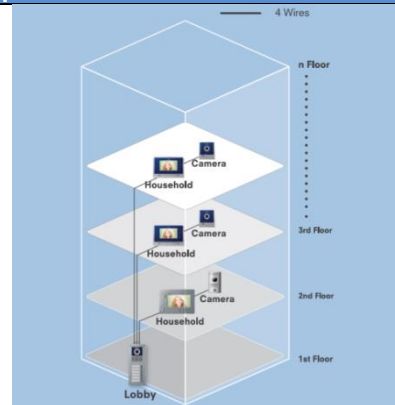 4 Wires
n Floor
Camera
Household
Camera
3rd Floor
Household
Camera
2nd Floor
Household
1st Floor
Lobby